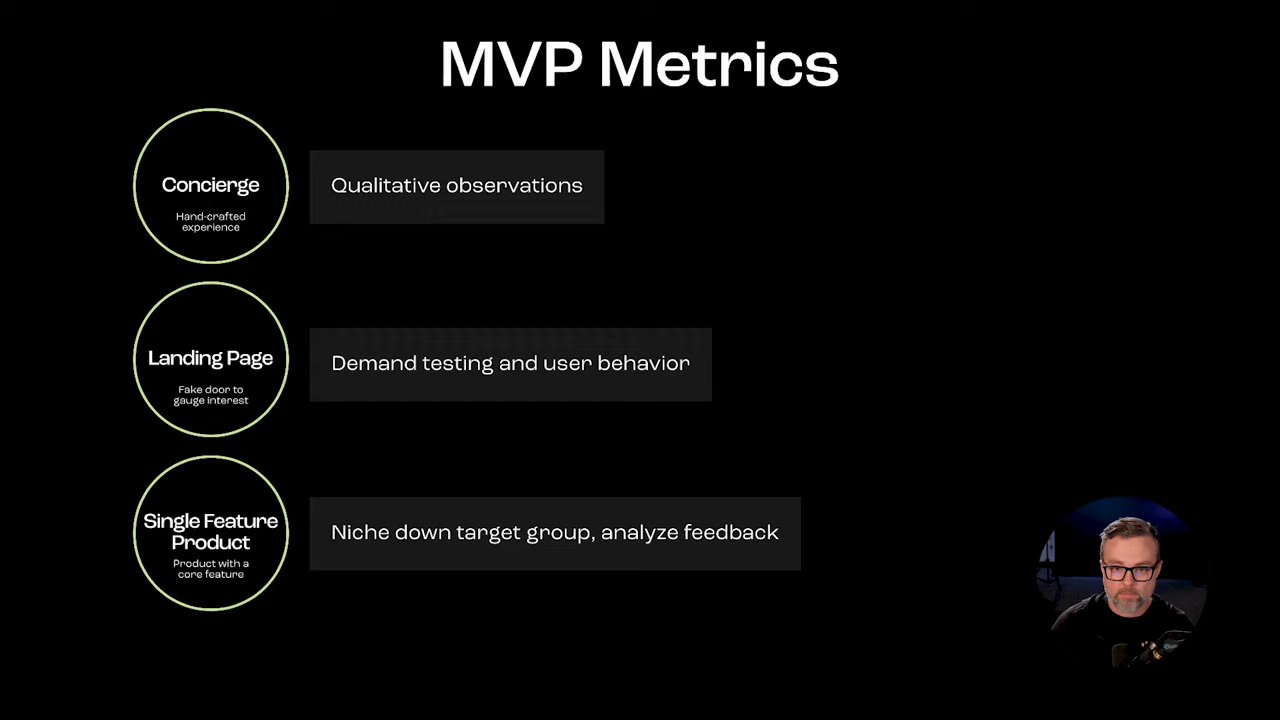 MVP Metrics
Concierge
Hand-crafted
experience
Qualitative observations
Landing Page
Fake door to
gauge interest
Demand testing and user behavior
Single Feature
Product
Product with a
core feature
Niche down target group, analyze feedback